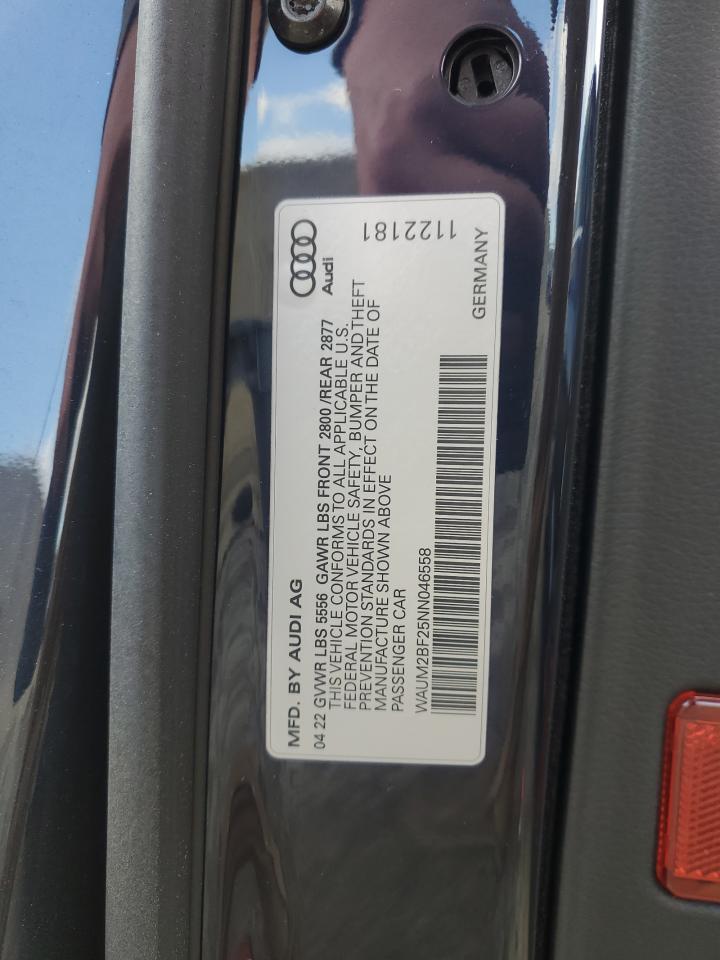 MFD. BY AUDI AG
Audi
04 22 GVWR LBS 5556 GAWR LBS FRONT 2800/REAR 2877
THIS VEHICLE CONFORMS TO ALL APPLICABLE U.S.
FEDERAL MOTOR VEHICLE SAFETY, BUMPER AND THEFT
PREVENTION STANDARDS IN EFFECT ON THE DATE OF
MANUFACTURE SHOWN ABOVE
PASSENGER CAR
WAUM2BF25NN046558
GERMANY
1122181